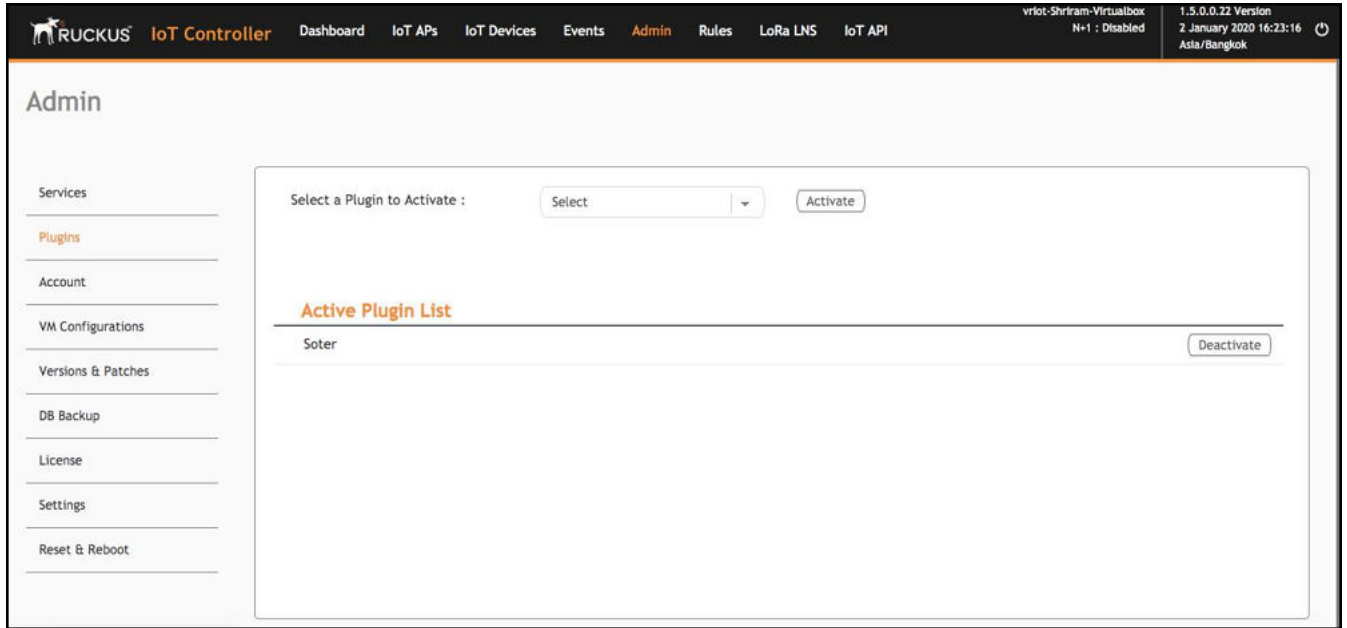 RUCKUS IoT Controller Dashboard IoT APs IoT Devices Events Admin Rules LoRa LNS IoT API
vriot-Shriram-Virtualbox
N+1 : Disabled
1.5.0.0.22 Version
2 January 2020 16:23:16
Asia/Bangkok
Admin
Services
Plugins
Account
VM Configurations
Versions & Patches
DB Backup
License
Settings
Reset & Reboot
Select a Plugin to Activate : Select Activate
Active Plugin List
Soter Deactivate